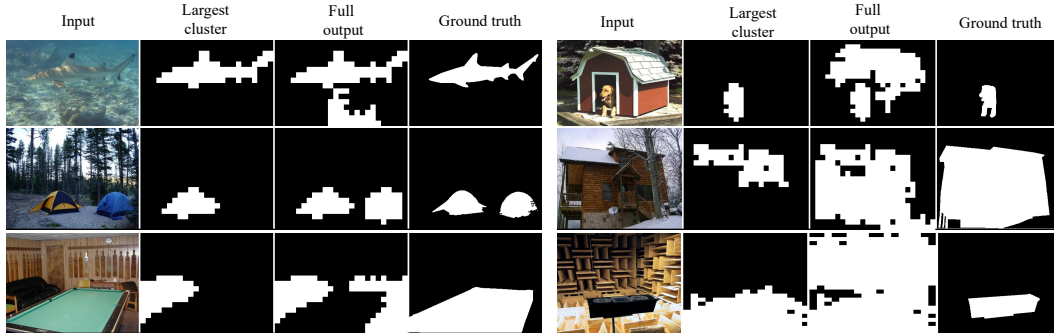 Input
Largest
cluster
Full
output
Ground truth
Input
Largest
cluster
Full
output
Ground truth